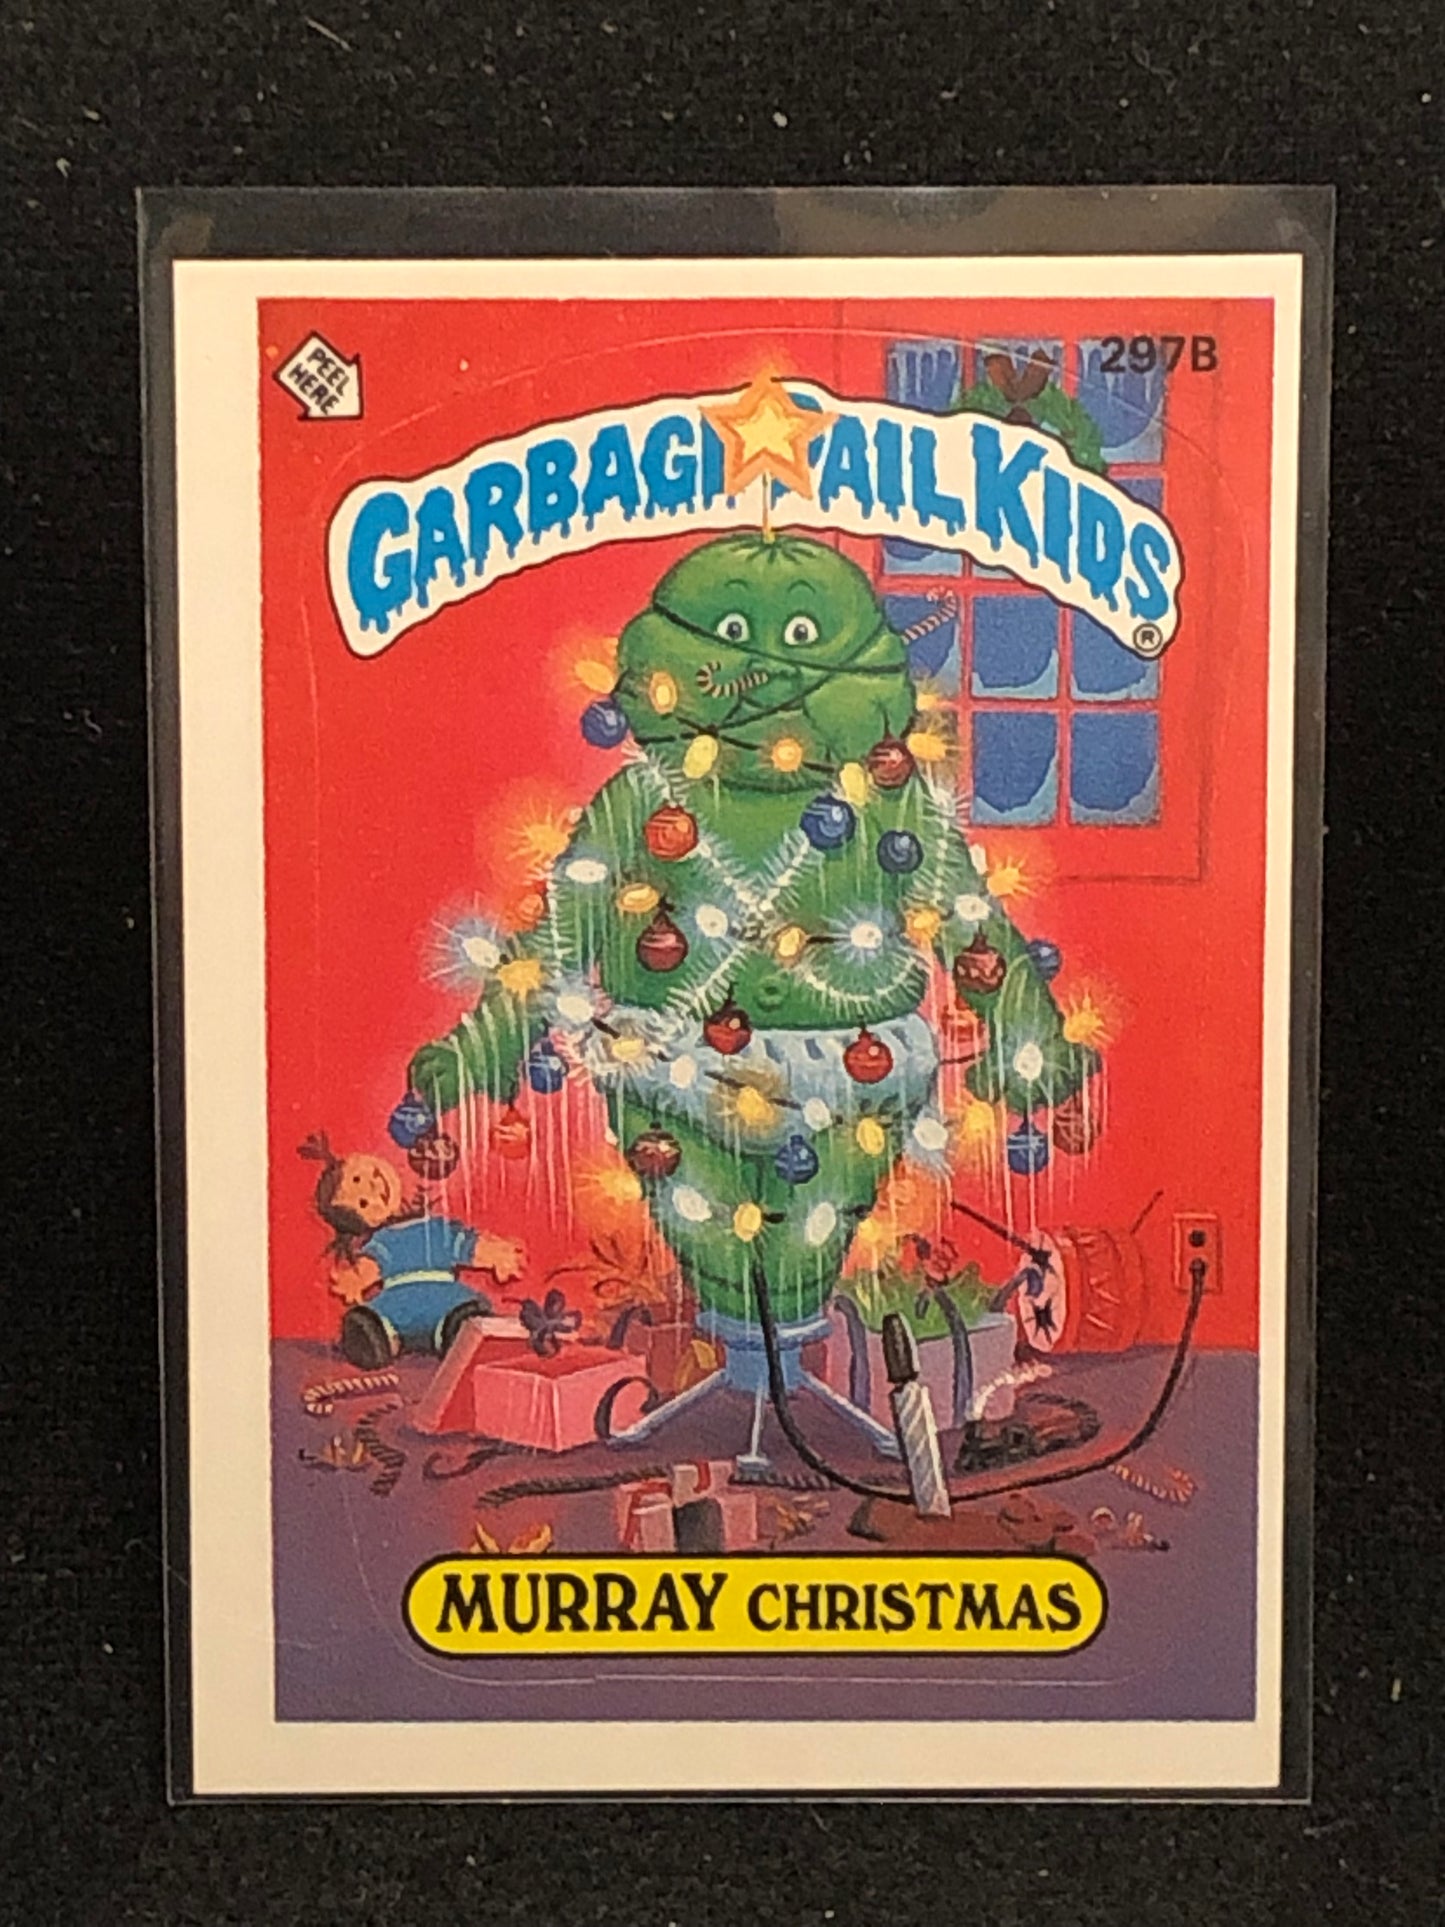 PEEL
HERE
297B
GARBAGE PAIL KIDS
®
MURRAY CHRISTMAS